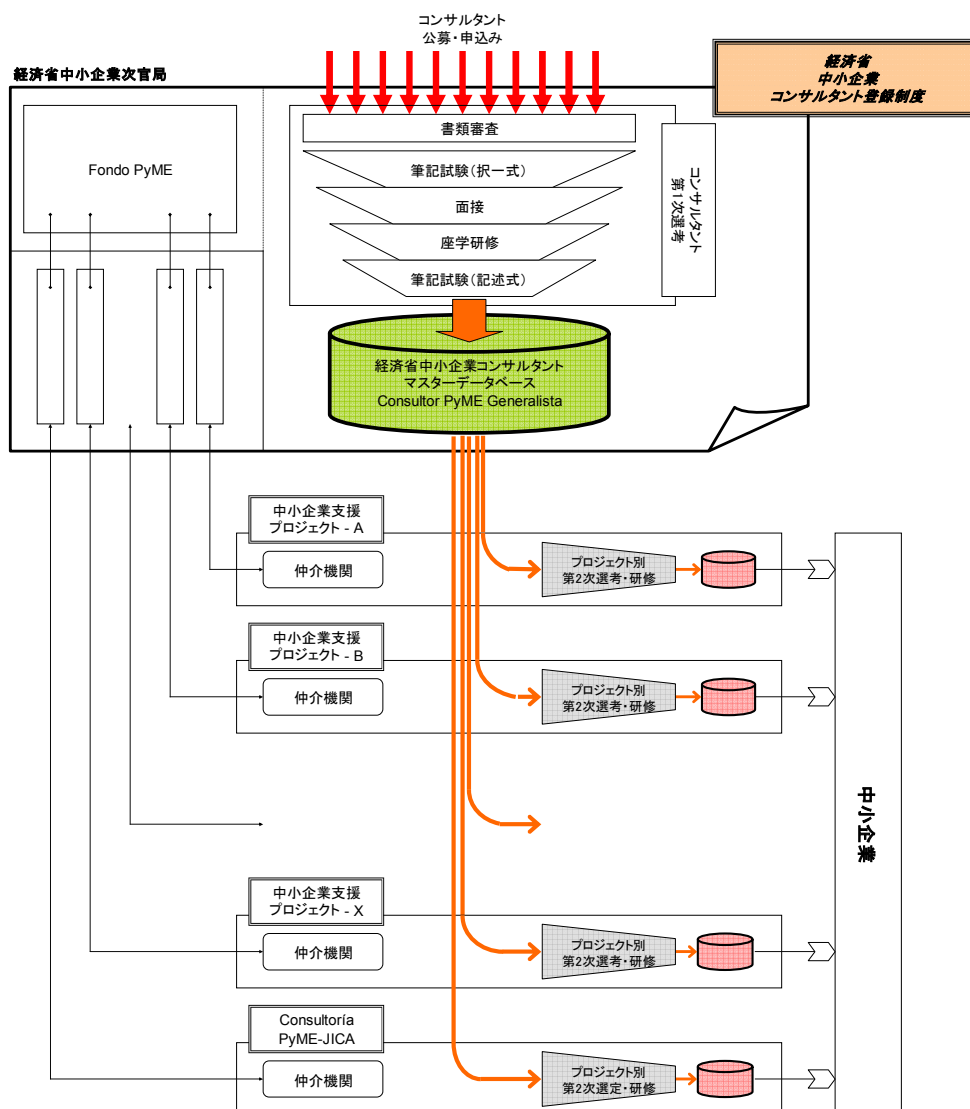 コンサルタント
公募・申込み
経済省
中小企業
コンサルタント登録制度
経済省中小企業次官局
Fondo PyME
書類審査
筆記試験(択一式)
面接
座学研修
筆記試験(記述式)
コンサルタント
第1次選考
経済省中小企業コンサルタント
マスターデータベース
Consultor PyME Generalista
中小企業支援
プロジェクト - A
仲介機関
プロジェクト別
第2次選考・研修
中小企業支援
プロジェクト - B
仲介機関
プロジェクト別
第2次選考・研修
中小企業
中小企業支援
プロジェクト - X
仲介機関
プロジェクト別
第2次選考・研修
Consultoría
PyME-JICA
仲介機関
プロジェクト別
第2次選定・研修